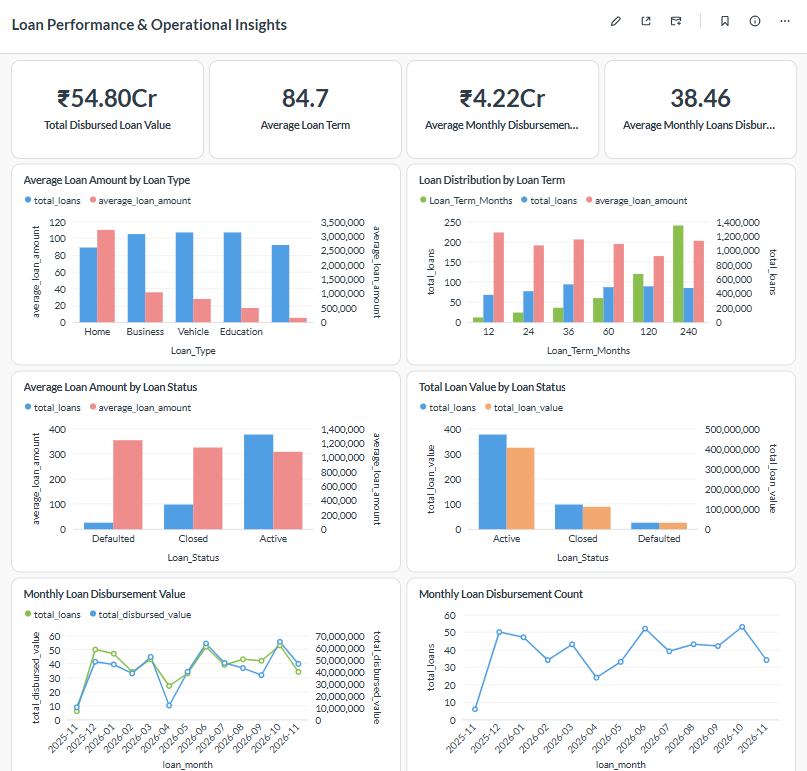 Loan Performance & Operational Insights
₹54.80Cr
Total Disbursed Loan Value
84.7
Average Loan Term
₹4.22Cr
Average Monthly Disbursemen...
38.46
Average Monthly Loans Disbur...
Average Loan Amount by Loan Type
total_loans average_loan_amount
average_loan_amount
120
100
80
60
40
20
0
3,500,000
3,000,000
2,500,000
2,000,000
1,500,000
1,000,000
500,000
0
average_loan_amount
Home Business Vehicle Education
Loan_Type
Loan Distribution by Loan Term
Loan_Term_Months total_loans average_loan_amount
total_loans
250
200
150
100
50
0
1,400,000
1,200,000
1,000,000
800,000
600,000
400,000
200,000
0
total_loans
12 24 36 60 120 240
Loan_Term_Months
Average Loan Amount by Loan Status
total_loans average_loan_amount
average_loan_amount
400
300
200
100
0
1,400,000
1,200,000
1,000,000
800,000
600,000
400,000
200,000
0
average_loan_amount
Defaulted Closed Active
Loan_Status
Total Loan Value by Loan Status
total_loans total_loan_value
total_loan_value
400
300
200
100
0
500,000,000
400,000,000
300,000,000
200,000,000
100,000,000
0
total_loan_value
Active Closed Defaulted
Loan_Status
Monthly Loan Disbursement Value
total_loans total_disbursed_value
total_disbursed_value
60
50
40
30
20
10
0
70,000,000
60,000,000
50,000,000
40,000,000
30,000,000
20,000,000
10,000,000
0
total_disbursed_value
2025-11 2025-12 2026-01 2026-02 2026-03 2026-04 2026-05 2026-06 2026-07 2026-08 2026-09 2026-10 2026-11
loan_month
Monthly Loan Disbursement Count
total_loans
60
50
40
30
20
10
0
2025-11 2025-12 2026-01 2026-02 2026-03 2026-04 2026-05 2026-06 2026-07 2026-08 2026-09 2026-10 2026-11
loan_month